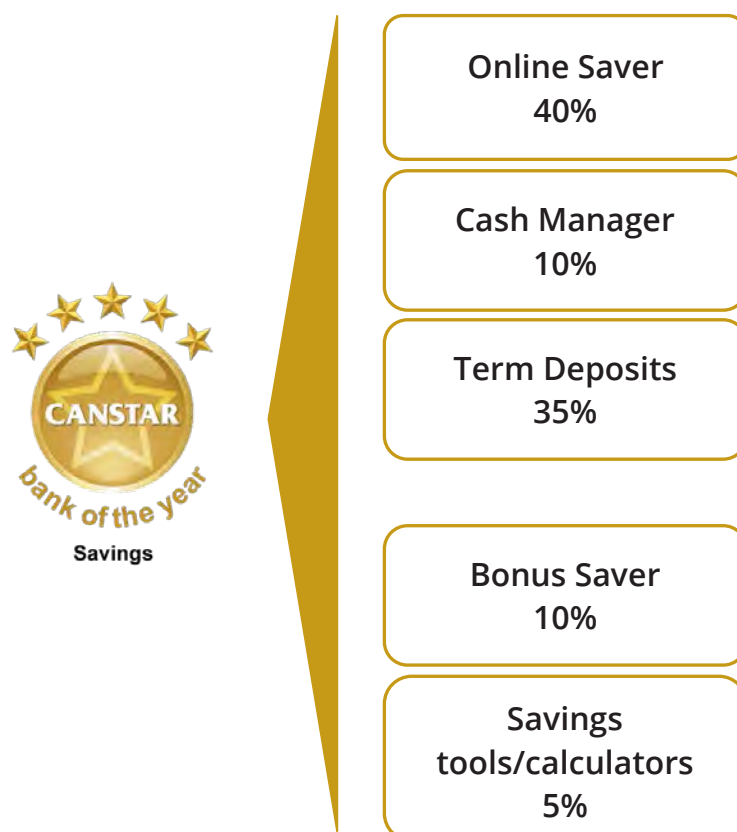 Online Saver
40%
Cash Manager
10%
Term Deposits
35%
CANSTAR
bank of the year
Savings
Bonus Saver
10%
Savings
tools/calculators
5%